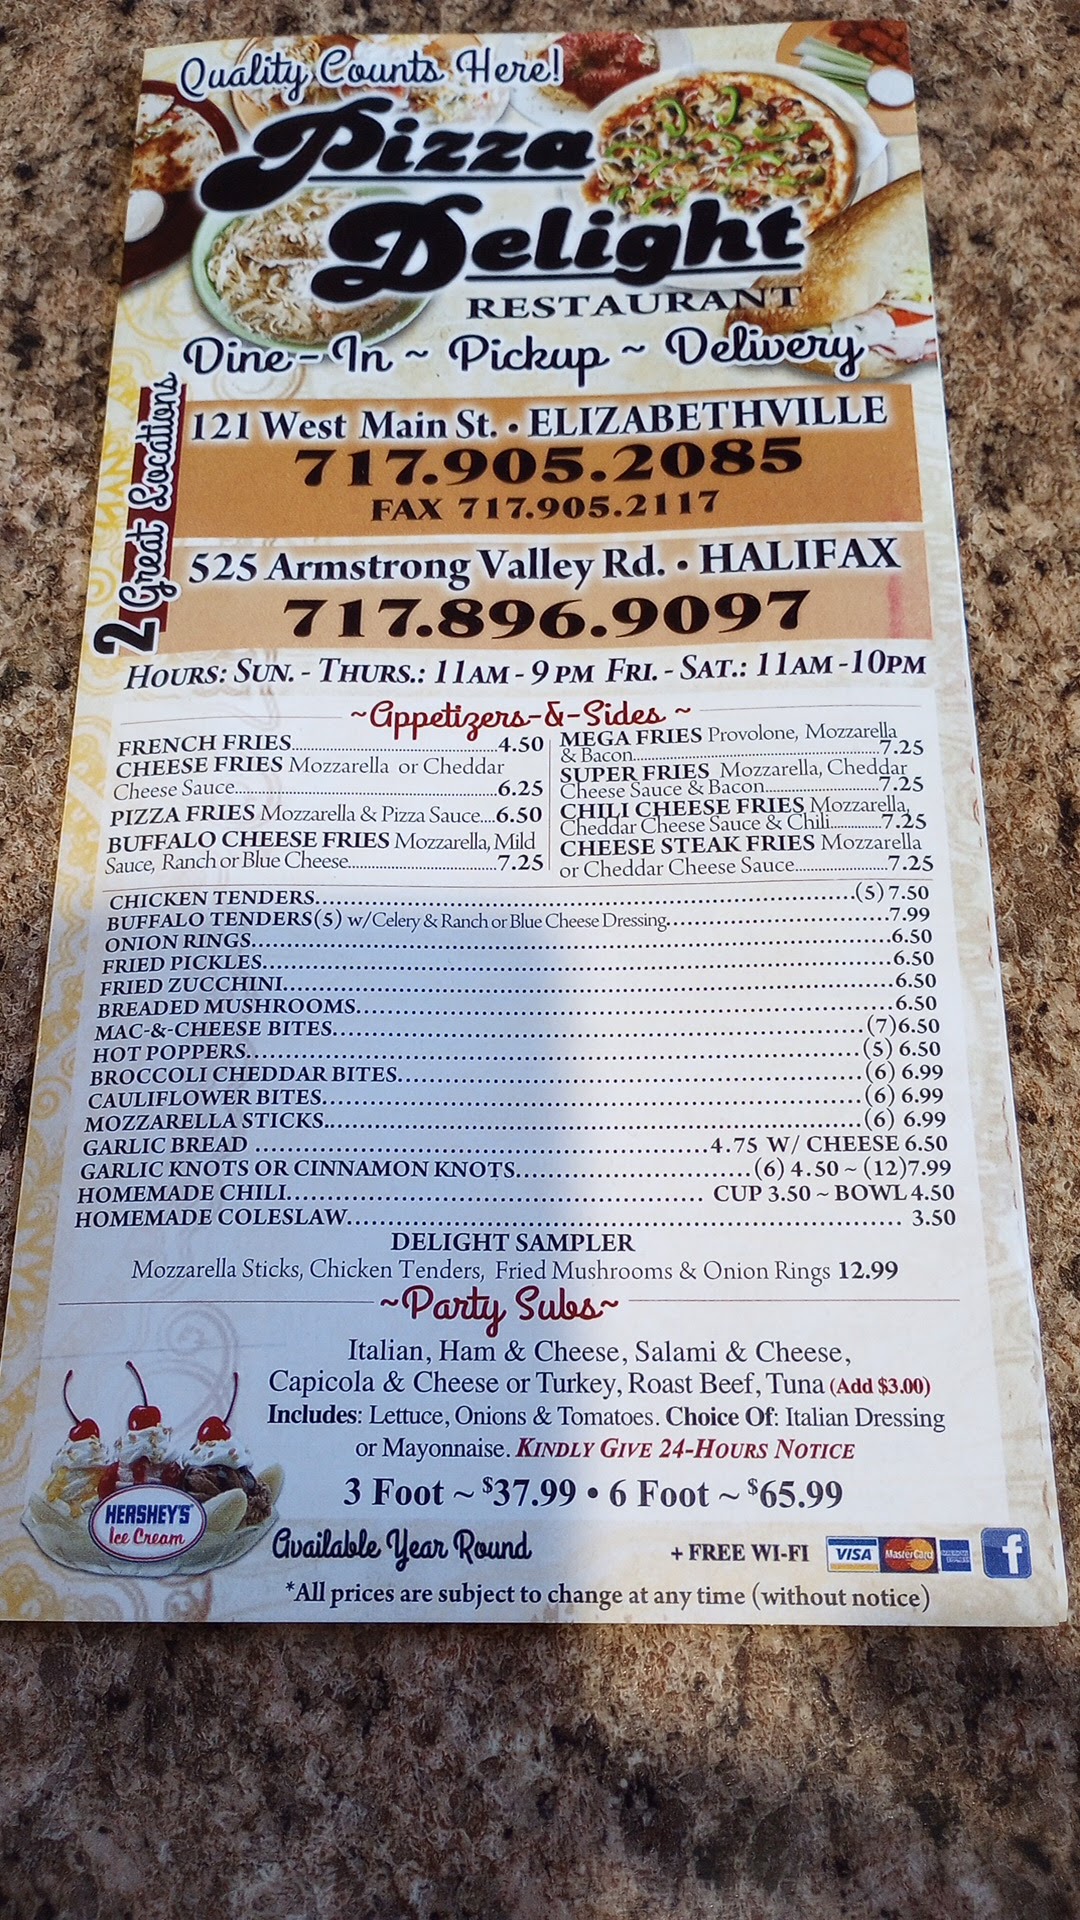 Quality Counts Here!
Pizza
Delight
RESTAURANT
Dine-In ~ Pickup ~ Delivery
2 Great Locations
121 West Main St. • ELIZABETHVILLE
717.905.2085
FAX 717.905.2117
525 Armstrong Valley Rd. • HALIFAX
717.896.9097
HOURS: SUN. - THURS.: 11AM - 9 PM FRI. - SAT.: 11AM -10PM
~Appetizers-&-Sides ~
FRENCH FRIES...4.50
CHEESE FRIES Mozzarella or Cheddar
Cheese Sauce...6.25
PIZZA FRIES Mozzarella & Pizza Sauce....6.50
BUFFALO CHEESE FRIES Mozzarella, Mild
Sauce, Ranch or Blue Cheese...7.25
MEGA FRIES Provolone, Mozzarella
& Bacon...7.25
SUPER FRIES Mozzarella, Cheddar
Cheese Sauce & Bacon...7.25
CHILI CHEESE FRIES Mozzarella,
Cheddar Cheese Sauce & Chili...7.25
CHEESE STEAK FRIES Mozzarella
or Cheddar Cheese Sauce...7.25
CHICKEN TENDERS...(5) 7.50
BUFFALO TENDERS (5) w/Celery & Ranch or Blue Cheese Dressing...7.99
ONION RINGS...6.50
FRIED PICKLES...6.50
FRIED ZUCCHINI...6.50
BREADED MUSHROOMS...6.50
MAC-&-CHEESE BITES...(7)6.50
HOT POPPERS...(5) 6.50
BROCCOLI CHEDDAR BITES...(6) 6.99
CAULIFLOWER BITES...(6) 6.99
MOZZARELLA STICKS...(6) 6.99
GARLIC BREAD ...4.75 W/ CHEESE 6.50
GARLIC KNOTS OR CINNAMON KNOTS...(6) 4.50 ~ (12)7.99
HOMEMADE CHILI... CUP 3.50 ~ BOWL 4.50
HOMEMADE COLESLAW... 3.50
DELIGHT SAMPLER
Mozzarella Sticks, Chicken Tenders, Fried Mushrooms & Onion Rings 12.99
~Party Subs~
Italian, Ham & Cheese, Salami & Cheese,
Capicola & Cheese or Turkey, Roast Beef, Tuna (Add $3.00)
Includes: Lettuce, Onions & Tomatoes. Choice Of: Italian Dressing
or Mayonnaise. KINDLY GIVE 24-HOURS NOTICE
3 Foot ~ $37.99 • 6 Foot ~ $65.99
HERSHEY'S
Ice Cream
Available Year Round
+ FREE WI-FI
VISA
MasterCard
AMERICAN EXPRESS
f
*All prices are subject to change at any time (without notice)